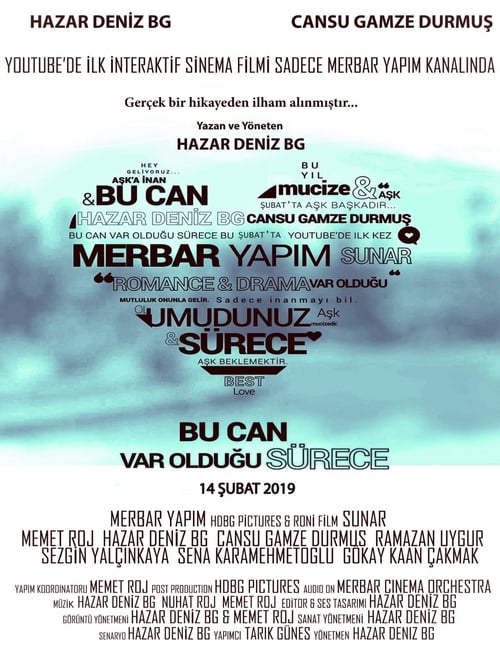 HAZAR DENİZ BG CANSU GAMZE DURMUŞ
YOUTUBE'DE İLK İNTERAKTİF SİNEMA FİLMİ SADECE MERBAR YAPIM KANALINDA
Gerçek bir hikayeden ilham alınmıştır...
Yazan ve Yöneten
HAZAR DENİZ BG
HEY
GELİYORUZ...
AŞK'A İNAN
&BU CAN
BU
YIL
mucize & AŞK
ŞUBAT'TA AŞK BAŞKADIR...
HAZAR DENİZ BG CANSU GAMZE DURMUŞ
BU CAN VAR OLDUĞU SÜRECE BU ŞUBAT'TA YOUTUBE'DE İLK KEZ
MERBAR YAPIM SUNAR
“ROMANCE & DRAMA VAR OLDUĞU “
MUTLULUK ONUNLA GELİR. Sadece inanmayı bil.
UMUDUNUZ Aşk
mucizedir
& SÜRECE
AŞK BEKLEMEKTİR.
BEST
Love
BU CAN
VAR OLDUĞU SÜRECE
14 ŞUBAT 2019
MERBAR YAPIM HDBG PICTURES & RONİ FİLM SUNAR
MEMET ROJ HAZAR DENİZ BG CANSU GAMZE DURMUŞ RAMAZAN UYGUR
SEZGİN YALÇINKAYA SENA KARAMEHMETOĞLU GÖKAY KAAN ÇAKMAK
YAPIM KOORDİNATÖRÜ MEMET ROJ POST PRODUCTION HDBG PICTURES AUDIO ON MERBAR CINEMA ORCHESTRA
MÜZİK HAZAR DENİZ BG NUHAT ROJ MEMET ROJ EDITOR & SES TASARIMI HAZAR DENİZ BG
GÖRÜNTÜ YÖNETMENİ HAZAR DENİZ BG & MEMET ROJ SANAT YÖNETMENİ HAZAR DENİZ BG
SENARYO HAZAR DENİZ BG YAPIMCI TARIK GÜNEŞ YÖNETMEN HAZAR DENİZ BG